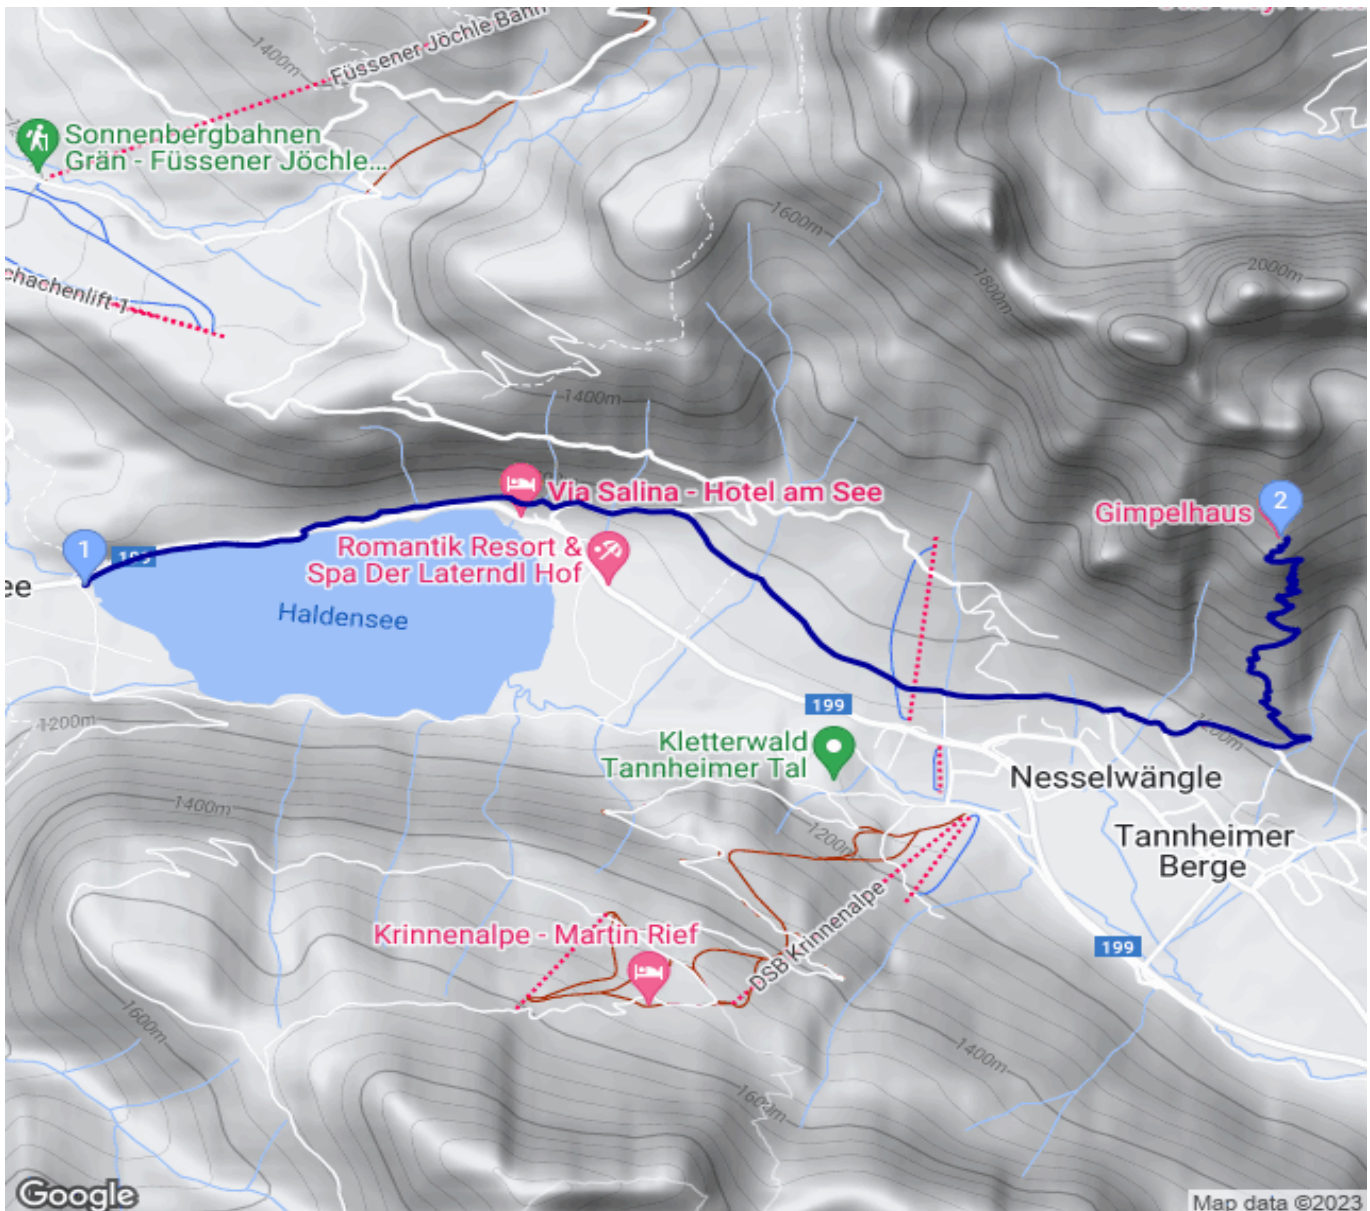 Füssener Jöchle Bahn
1400m
Sonnenbergbahnen
Grän - Füssener Jöchle...
1600m
1800m
2000m
chachenlift 1
1400m
Via Salina - Hotel am See
Gimpelhaus
2
1
199
ee
Romantik Resort &
Spa Der Laterndl Hof
Haldensee
199
1200m
1200m
Kletterwald
Tannheimer Tal
Nesselwängle
1400m
1200m
Tannheimer
Berge
Krinnenalpe - Martin Rief
DSB Krinnenalpe
199
1600m
1400m
1600m
Google
Map data ©2023